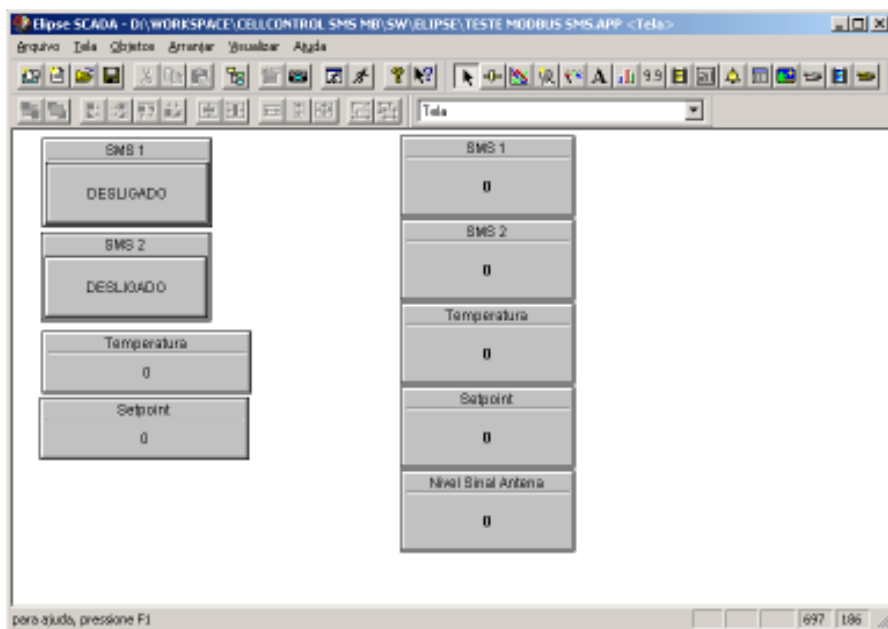 Elipse SCADA - D:\WORKSPACE\CELLCONTROL SMS MB\SW\ELIPSE\TESTE MODBUS SMS.APP <Tela>
Arquivo Tela Objetos Arranjar Visualizar Ajuda
Tela
SMS 1
DESLIGADO
SMS 2
DESLIGADO
Temperatura
0
Setpoint
0
SMS 1
0
SMS 2
0
Temperatura
0
Setpoint
0
Nivel Sinal Antena
0
para ajuda, pressione F1
697 186